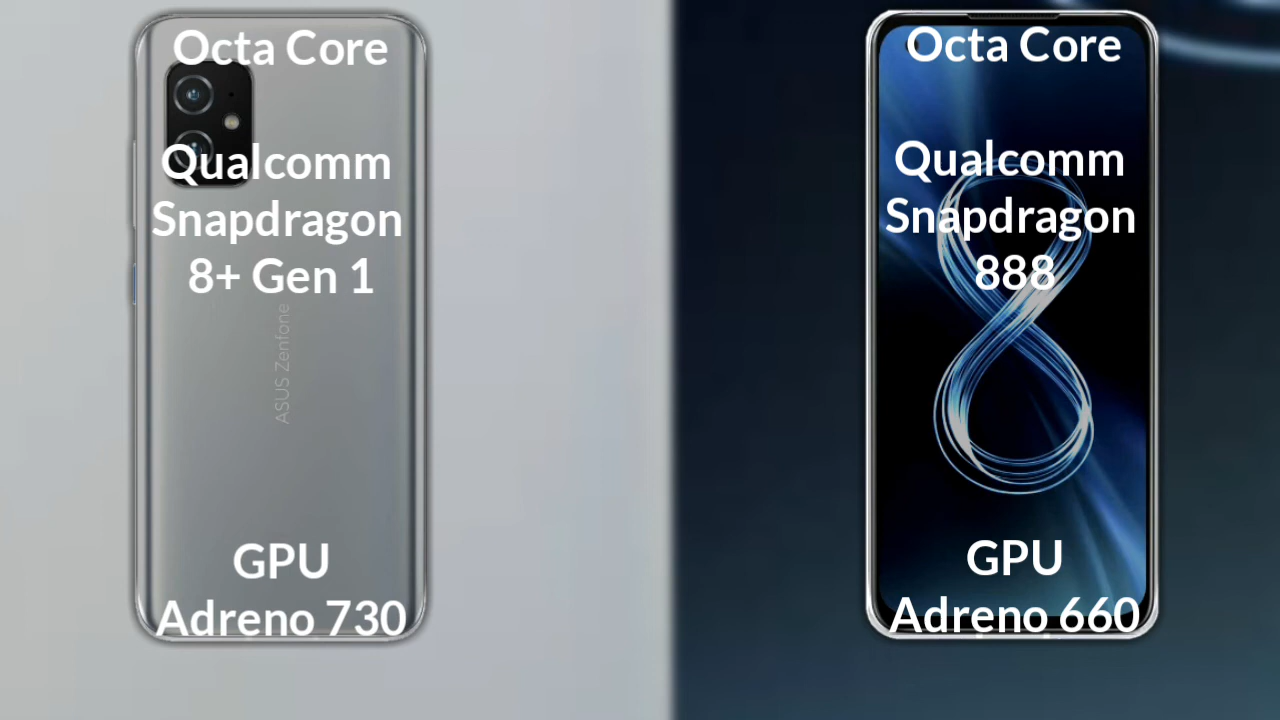 Octa Core
Qualcomm
Snapdragon
8+ Gen 1
ASUS Zenfone
GPU
Adreno 730
Octa Core
Qualcomm
Snapdragon
888
GPU
Adreno 660